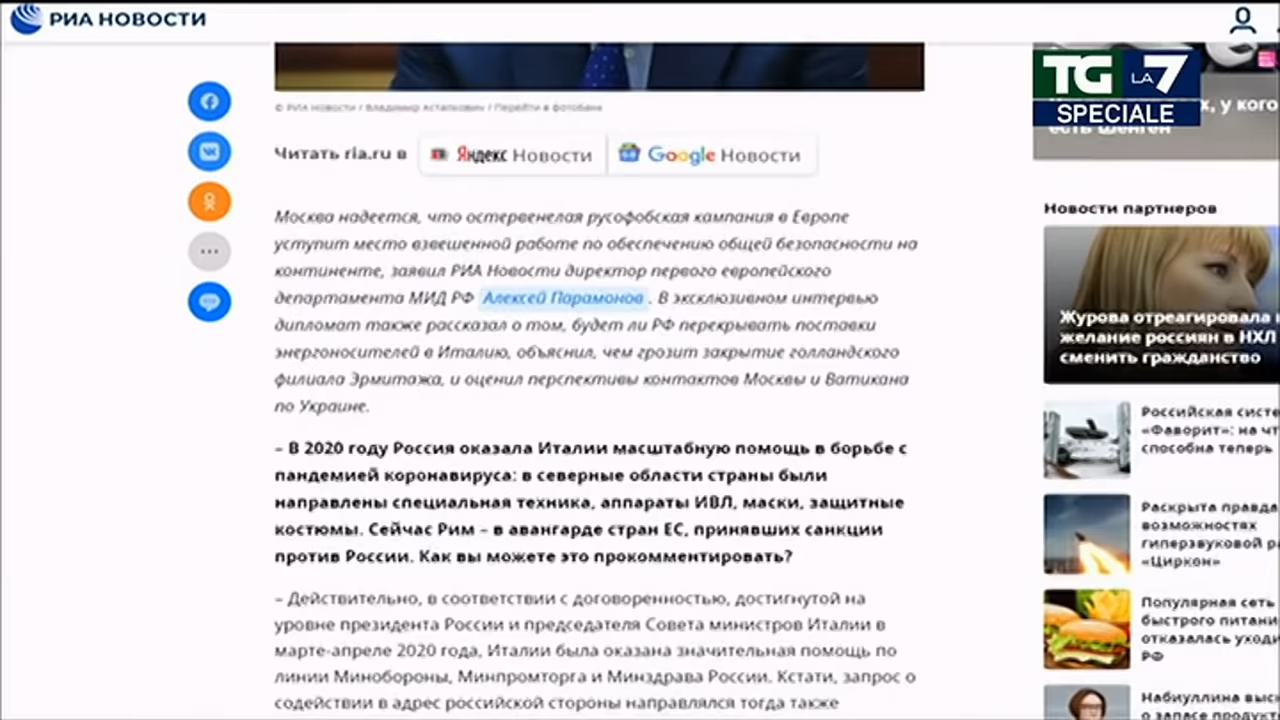 РИА НОВОСТИ
TG LA 7
SPECIALE
х, у кого
есть шенген
© РИА Новости / Владимир Астапкович / Перейти в фотобанк
Читать ria.ru в
Яндекс Новости
Google Новости
Москва надеется, что остервенелая русофобская кампания в Европе
уступит место взвешенной работе по обеспечению общей безопасности на
континенте, заявил РИА Новости директор первого европейского
департамента МИД РФ Алексей Парамонов . В эксклюзивном интервью
дипломат также рассказал о том, будет ли РФ перекрывать поставки
энергоносителей в Италию, объяснил, чем грозит закрытие голландского
филиала Эрмитажа, и оценил перспективы контактов Москвы и Ватикана
по Украине.
– В 2020 году Россия оказала Италии масштабную помощь в борьбе с
пандемией коронавируса: в северные области страны были
направлены специальная техника, аппараты ИВЛ, маски, защитные
костюмы. Сейчас Рим – в авангарде стран ЕС, принявших санкции
против России. Как вы можете это прокомментировать?
– Действительно, в соответствии с договоренностью, достигнутой на
уровне президента России и председателя Совета министров Италии в
марте-апреле 2020 года, Италии была оказана значительная помощь по
линии Минобороны, Минпромторга и Минздрава России. Кстати, запрос о
содействии в адрес российской стороны направлялся тогда также
Новости партнеров
Журова отреагировала
желание россиян в НХЛ
сменить гражданство
Российская систе
«Фаворит»: на чт
способна теперь
Раскрыта правда
возможностях
гиперзвуковой ра
«Циркон»
Популярная сеть
быстрого питани
отказалась уходи
РФ
Набиуллина выс
о запасе продукт